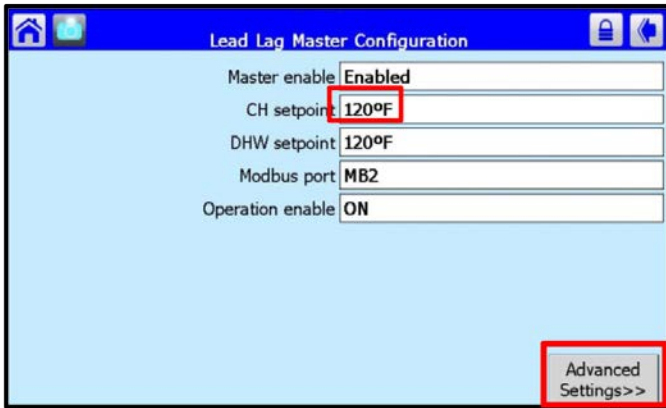 Lead Lag Master Configuration
Master enable Enabled
CH setpoint 120ºF
DHW setpoint 120ºF
Modbus port MB2
Operation enable ON
Advanced
Settings>>